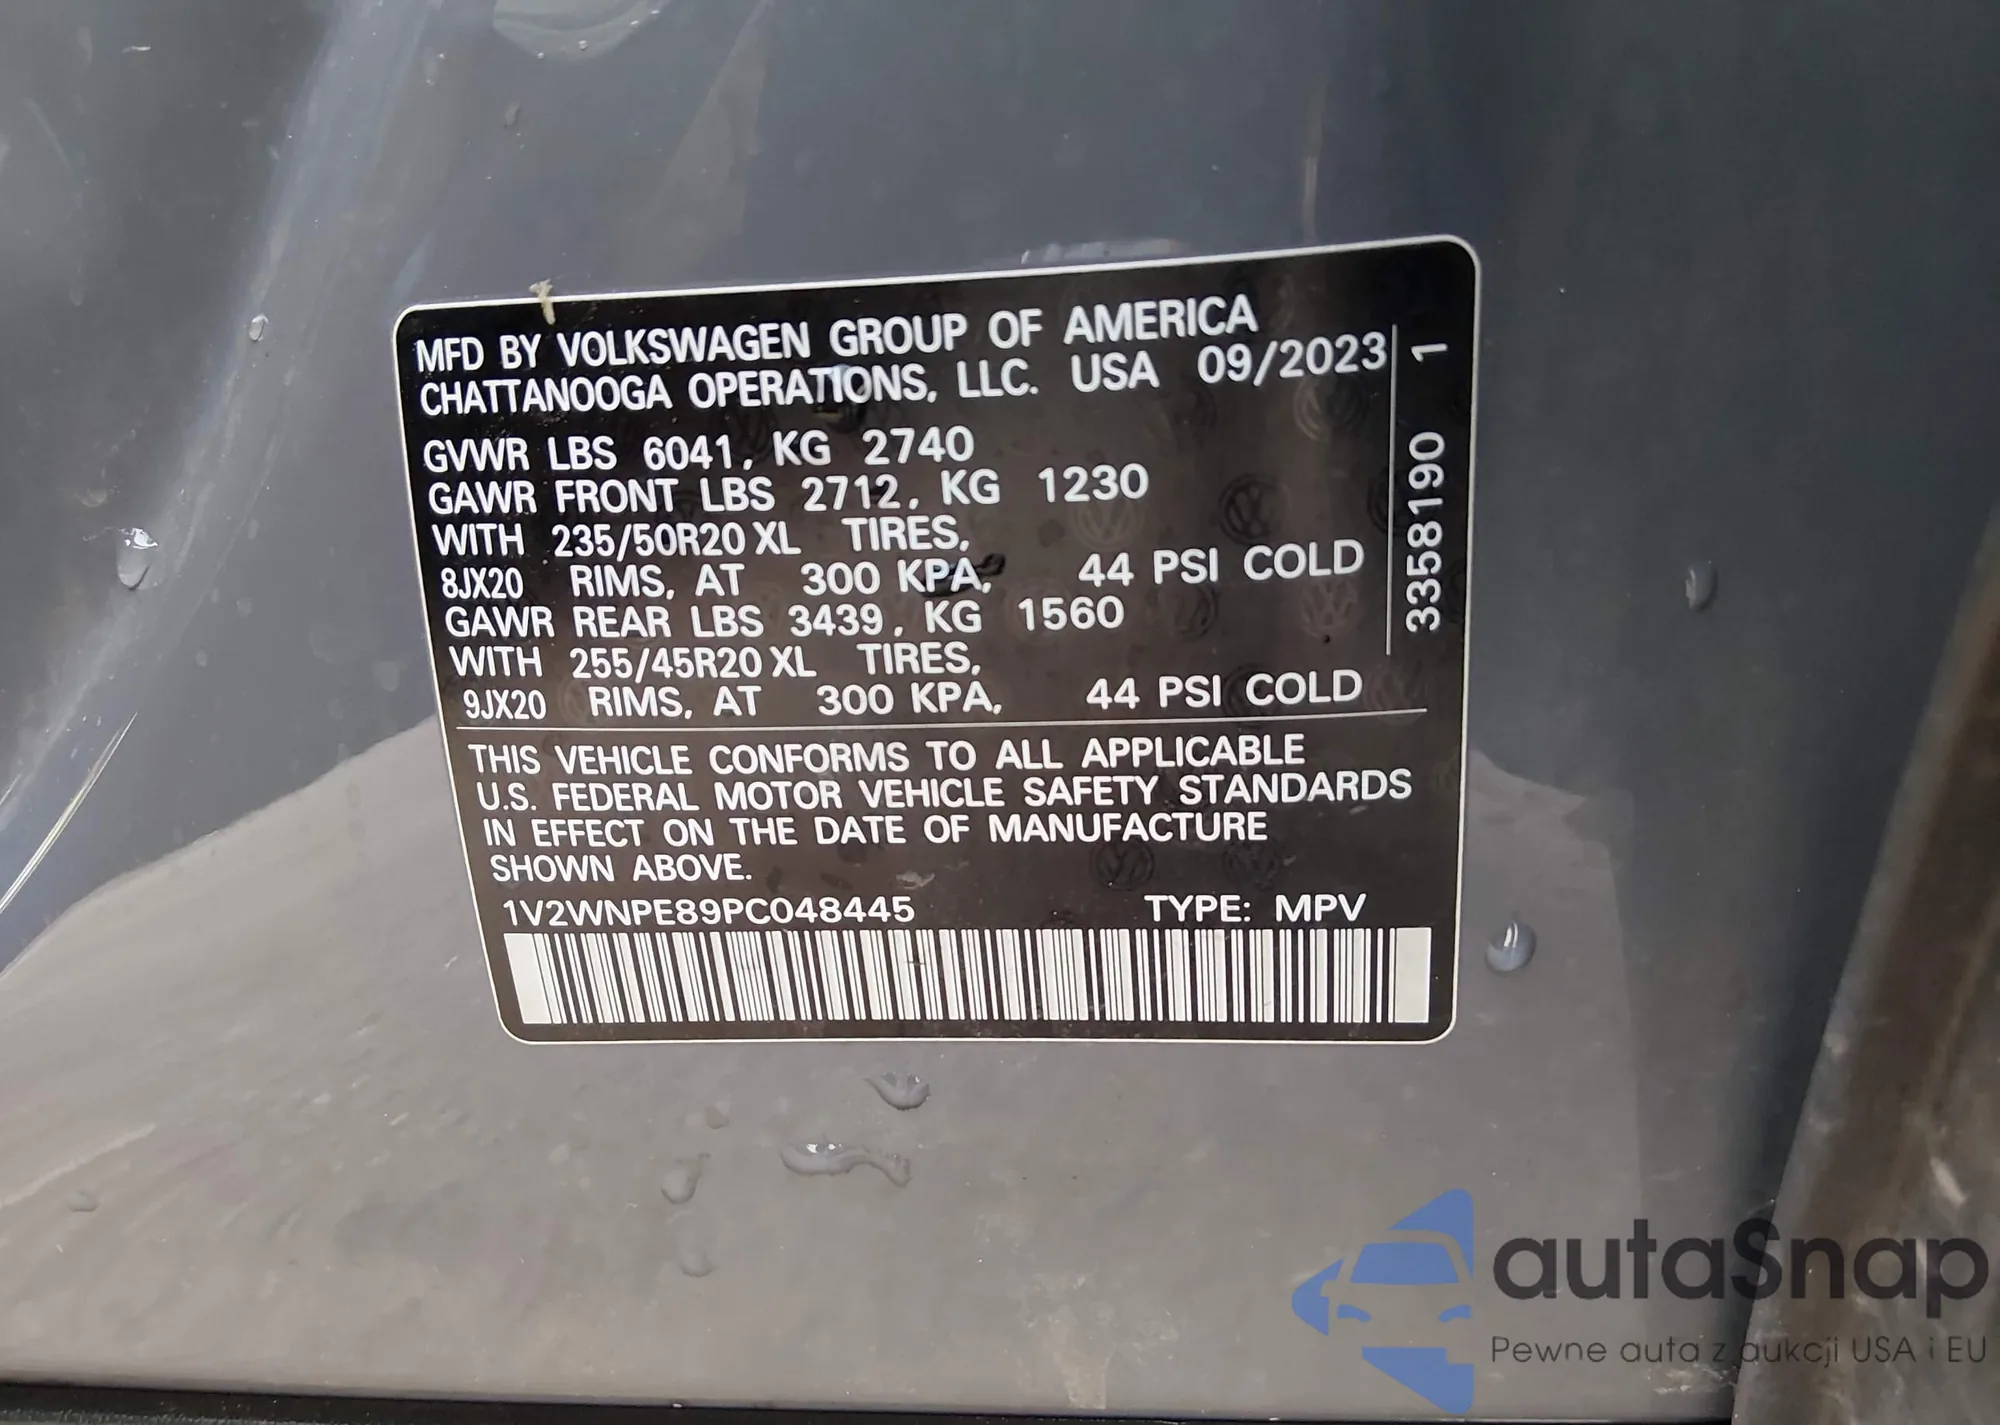 MFD BY VOLKSWAGEN GROUP OF AMERICA
CHATTANOOGA OPERATIONS, LLC. USA 09/2023
GVWR LBS 6041, KG 2740
GAWR FRONT LBS 2712, KG 1230
WITH 235/50R20 XL TIRES,
8JX20 RIMS, AT 300 KPA, 44 PSI COLD
GAWR REAR LBS 3439, KG 1560
WITH 255/45R20 XL TIRES,
9JX20 RIMS, AT 300 KPA, 44 PSI COLD
3358190 1
THIS VEHICLE CONFORMS TO ALL APPLICABLE
U.S. FEDERAL MOTOR VEHICLE SAFETY STANDARDS
IN EFFECT ON THE DATE OF MANUFACTURE
SHOWN ABOVE.
1V2WNPE89PC048445 TYPE: MPV
autaSnap
Pewne auta z aukcji USA i EU